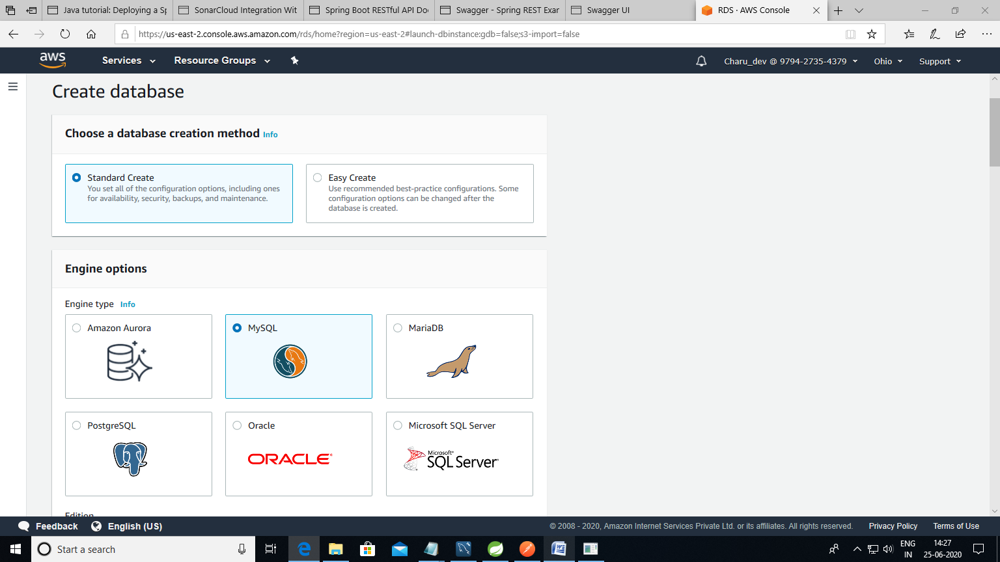 Java tutorial: Deploying a Sp
SonarCloud Integration Wit
Spring Boot RESTful API Do
Swagger - Spring REST Exar
Swagger UI
RDS · AWS Console
https://us-east-2.console.aws.amazon.com/rds/home?region=us-east-2#launch-dbinstance:gdb=false;s3-import=false
aws
Services
Resource Groups
Charu_dev @ 9794-2735-4379
Ohio
Support
Create database
Choose a database creation method Info
Standard Create
You set all of the configuration options, including ones
for availability, security, backups, and maintenance.
Easy Create
Use recommended best-practice configurations. Some
configuration options can be changed after the
database is created.
Engine options
Engine type Info
Amazon Aurora
MySQL
MariaDB
PostgreSQL
Oracle
ORACLE
Microsoft SQL Server
Microsoft
SQL Server
Edition
Feedback
English (US)
© 2008 - 2020, Amazon Internet Services Private Ltd. or its affiliates. All rights reserved.
Privacy Policy
Terms of Use
Start a search
ENG
IN
14:27
25-06-2020